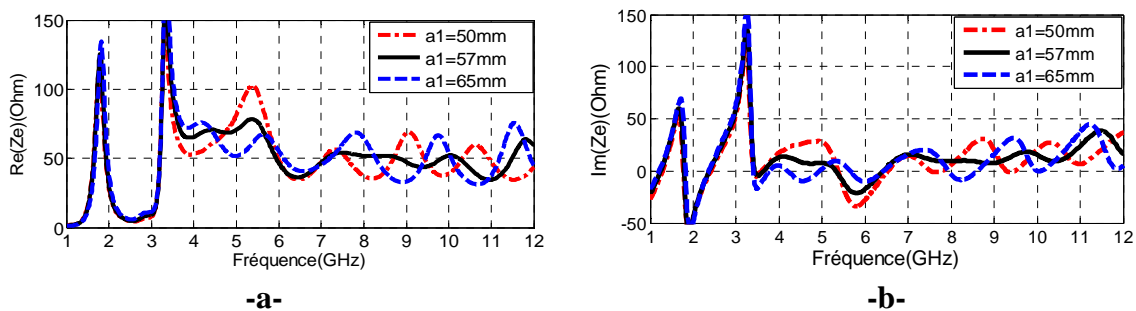 150
100
50
0
Re(Ze)(Ohm)
1 2 3 4 5 6 7 8 9 10 11 12
Fréquence(GHz)
a1=50mm
a1=57mm
a1=65mm
-a-
150
100
50
0
-50
Im(Ze)(Ohm)
1 2 3 4 5 6 7 8 9 10 11 12
Fréquence(GHz)
a1=50mm
a1=57mm
a1=65mm
-b-